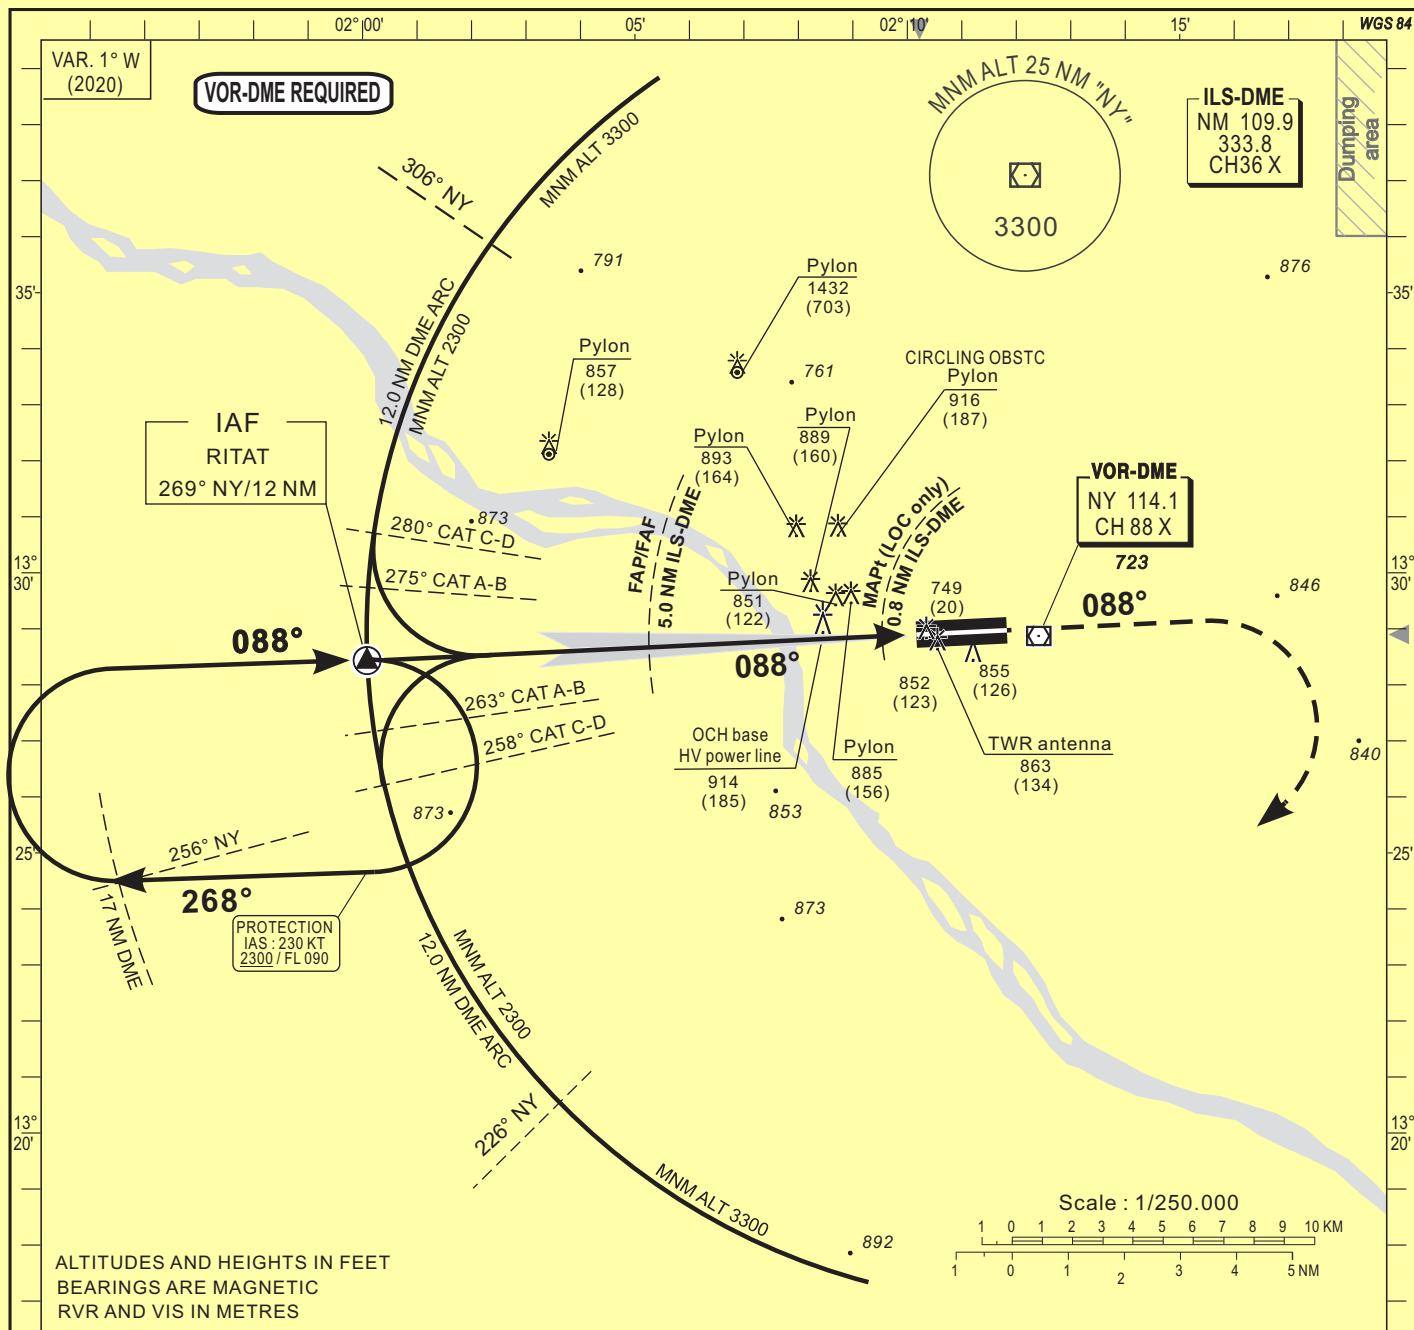 02° 00'
05'
02° 10'
15'
WGS 84
VAR. 1° W
(2020)
VOR-DME REQUIRED
MNM ALT 25 NM "NY"
3300
ILS-DME
NM 109.9
333.8
CH36 X
Dumping
area
MNM ALT 3300
306° NY
12.0 NM DME ARC
MNM ALT 2300
791
876
35'
35'
Pylon
1432
(703)
Pylon
857
(128)
761
CIRCLING OBSTC
Pylon
916
(187)
Pylon
889
(160)
Pylon
893
(164)
IAF
RITAT
269° NY/12 NM
VOR-DME
NY 114.1
CH 88 X
723
873
280° CAT C-D
275° CAT A-B
FAP/FAF
5.0 NM ILS-DME
MAPt (LOC only)
0.8 NM ILS-DME
13°
30'
13°
30'
Pylon
851
(122)
749
(20)
846
088°
088°
088°
852
(123)
855
(126)
263° CAT A-B
258° CAT C-D
OCH base
HV power line
914
(185)
Pylon
885
(156)
TWR antenna
863
(134)
840
853
873
256° NY
25'
25'
268°
17 NM DME
PROTECTION
IAS : 230 KT
2300 / FL 090
873
MNM ALT 2300
12.0 NM DME ARC
226° NY
13°
20'
13°
20'
MNM ALT 3300
892
Scale : 1/250.000
1 0 1 2 3 4 5 6 7 8 9 10 KM
1 0 1 2 3 4 5 NM
ALTITUDES AND HEIGHTS IN FEET
BEARINGS ARE MAGNETIC
RVR AND VIS IN METRES